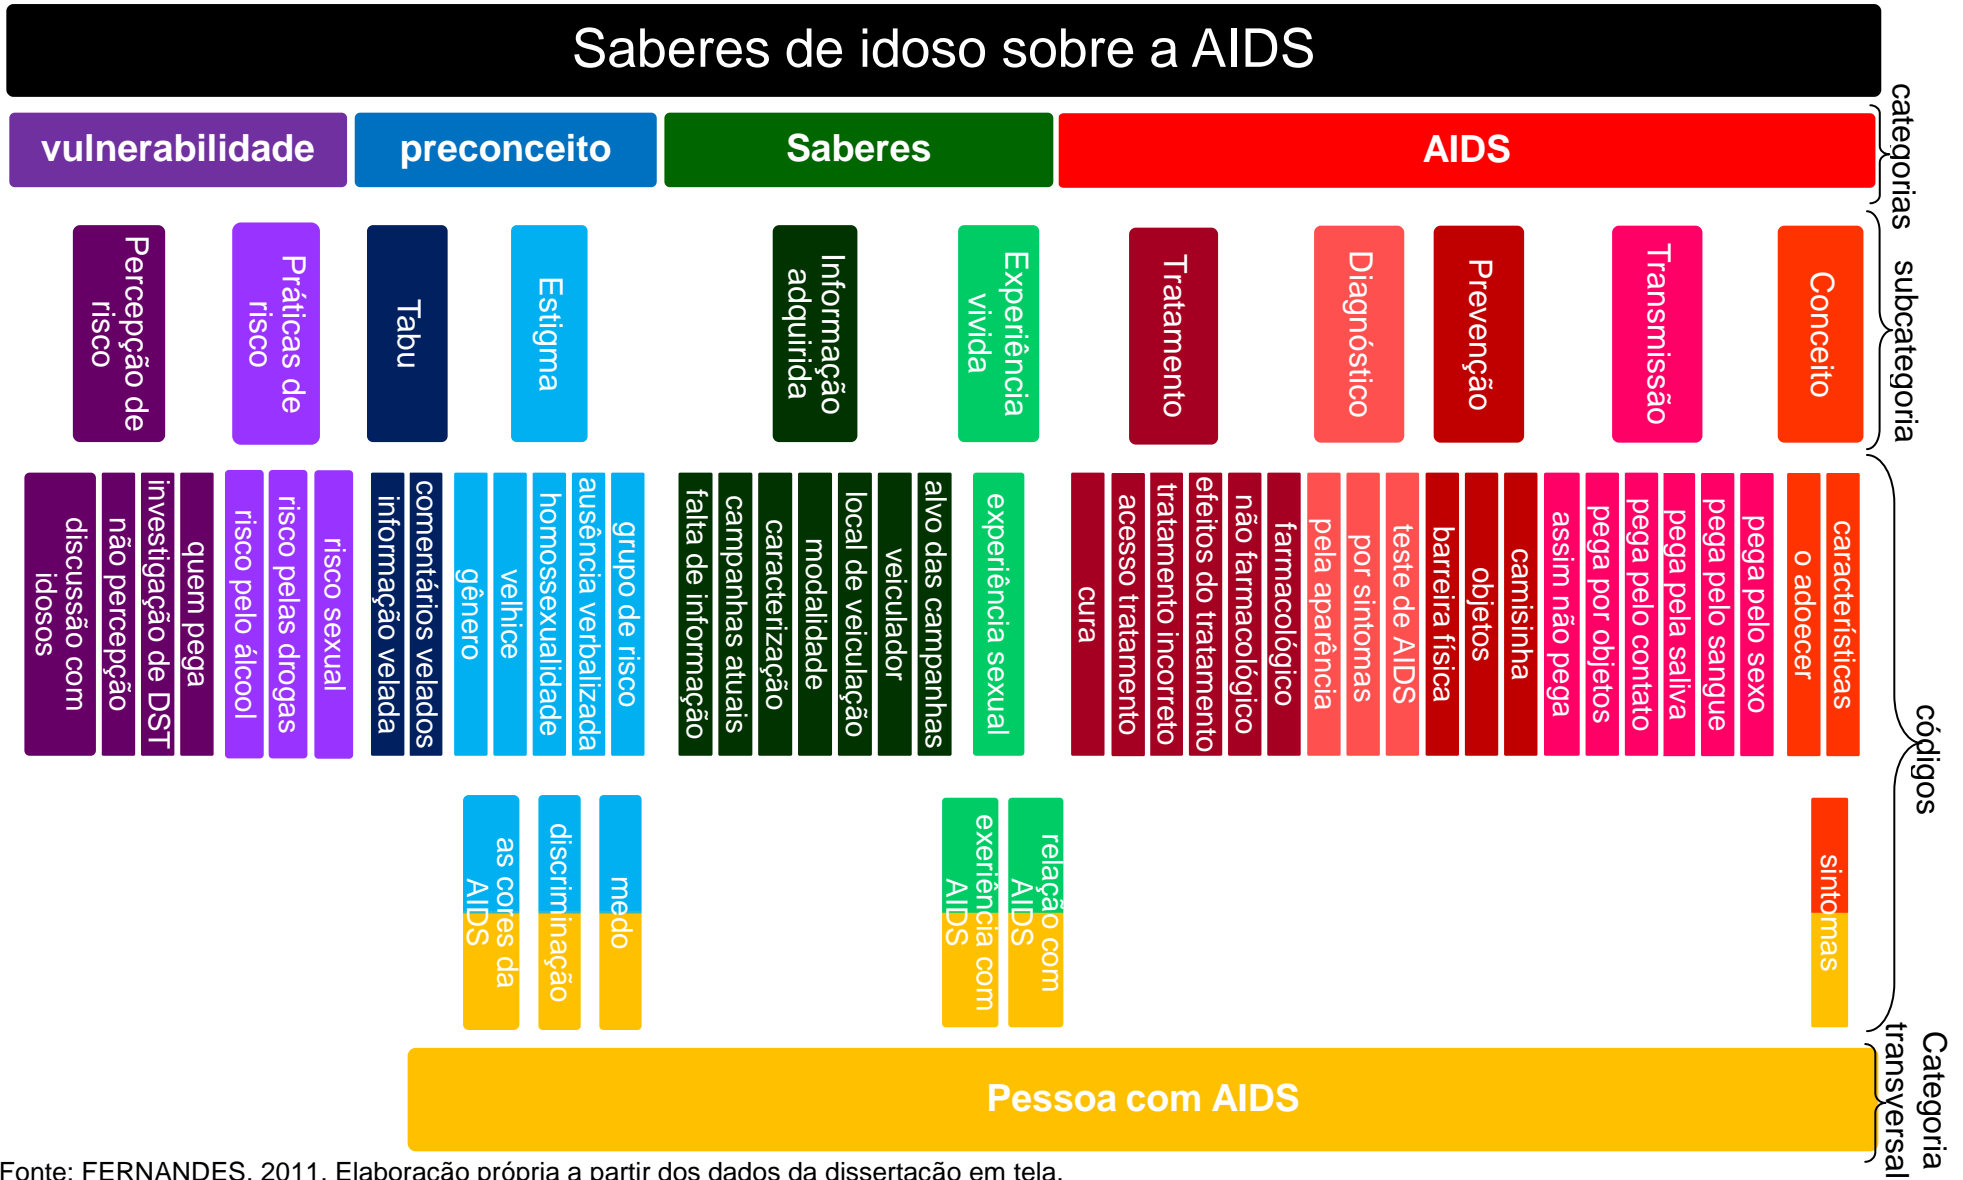 Saberes de idoso sobre a AIDS
categorias
vulnerabilidade
preconceito
Saberes
AIDS
subcategoria
Percepção de
risco
Práticas de
risco
Tabu
Estigma
Informação
adquirida
Experiência
vivida
Tratamento
Diagnóstico
Prevenção
Transmissão
Conceito
códigos
discussão com
idosos
não percepção
investigação de DST
quem pega
risco pelo álcool
risco pelas drogas
risco sexual
informação velada
comentários velados
gênero
velhice
homossexualidade
ausência verbalizada
grupo de risco
falta de informação
campanhas atuais
caracterização
modalidade
local de veiculação
veiculador
alvo das campanhas
experiência sexual
cura
acesso tratamento
tratamento incorreto
efeitos do tratamento
não farmacológico
farmacológico
pela aparência
por sintomas
teste de AIDS
barreira física
objetos
camisinha
assim não pega
pega por objetos
pega pelo contato
pega pela saliva
pega pelo sangue
pega pelo sexo
o adoecer
características
as cores da
AIDS
discriminação
medo
exeriência com
AIDS
relação com
AIDS
sintomas
Categoria
transversal
Pessoa com AIDS
Fonte: FERNANDES, 2011. Elaboração própria a partir dos dados da dissertação em tela.